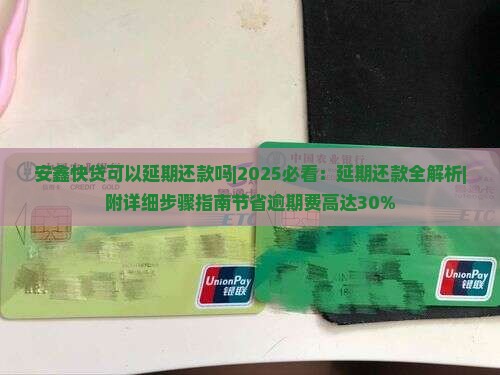 安鑫快贷可以延期还款吗|2025必看：延期还款全解析|
附详细步骤指南节省逾期费高达30%
中国农业银行
ETC
UnionPay
银联
UnionPay
银联